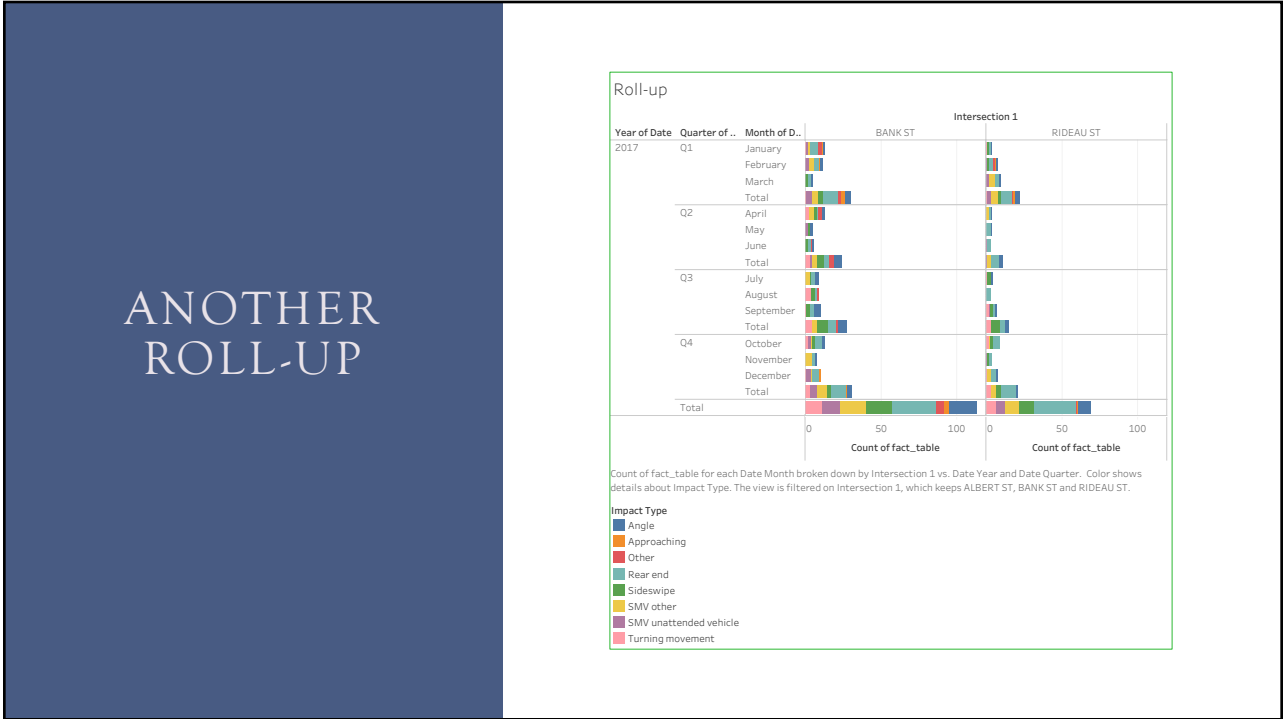 ANOTHER
ROLL-UP
Roll-up
Intersection 1
Year of Date Quarter of .. Month of D.. BANK ST RIDEAU ST
2017 Q1 January
February
March
Total
Q2 April
May
June
Total
Q3 July
August
September
Total
Q4 October
November
December
Total
Total
0 50 100 0 50 100
Count of fact_table Count of fact_table
Count of fact_table for each Date Month broken down by Intersection 1 vs. Date Year and Date Quarter. Color shows
details about Impact Type. The view is filtered on Intersection 1, which keeps ALBERT ST, BANK ST and RIDEAU ST.
Impact Type
Angle
Approaching
Other
Rear end
Sideswipe
SMV other
SMV unattended vehicle
Turning movement